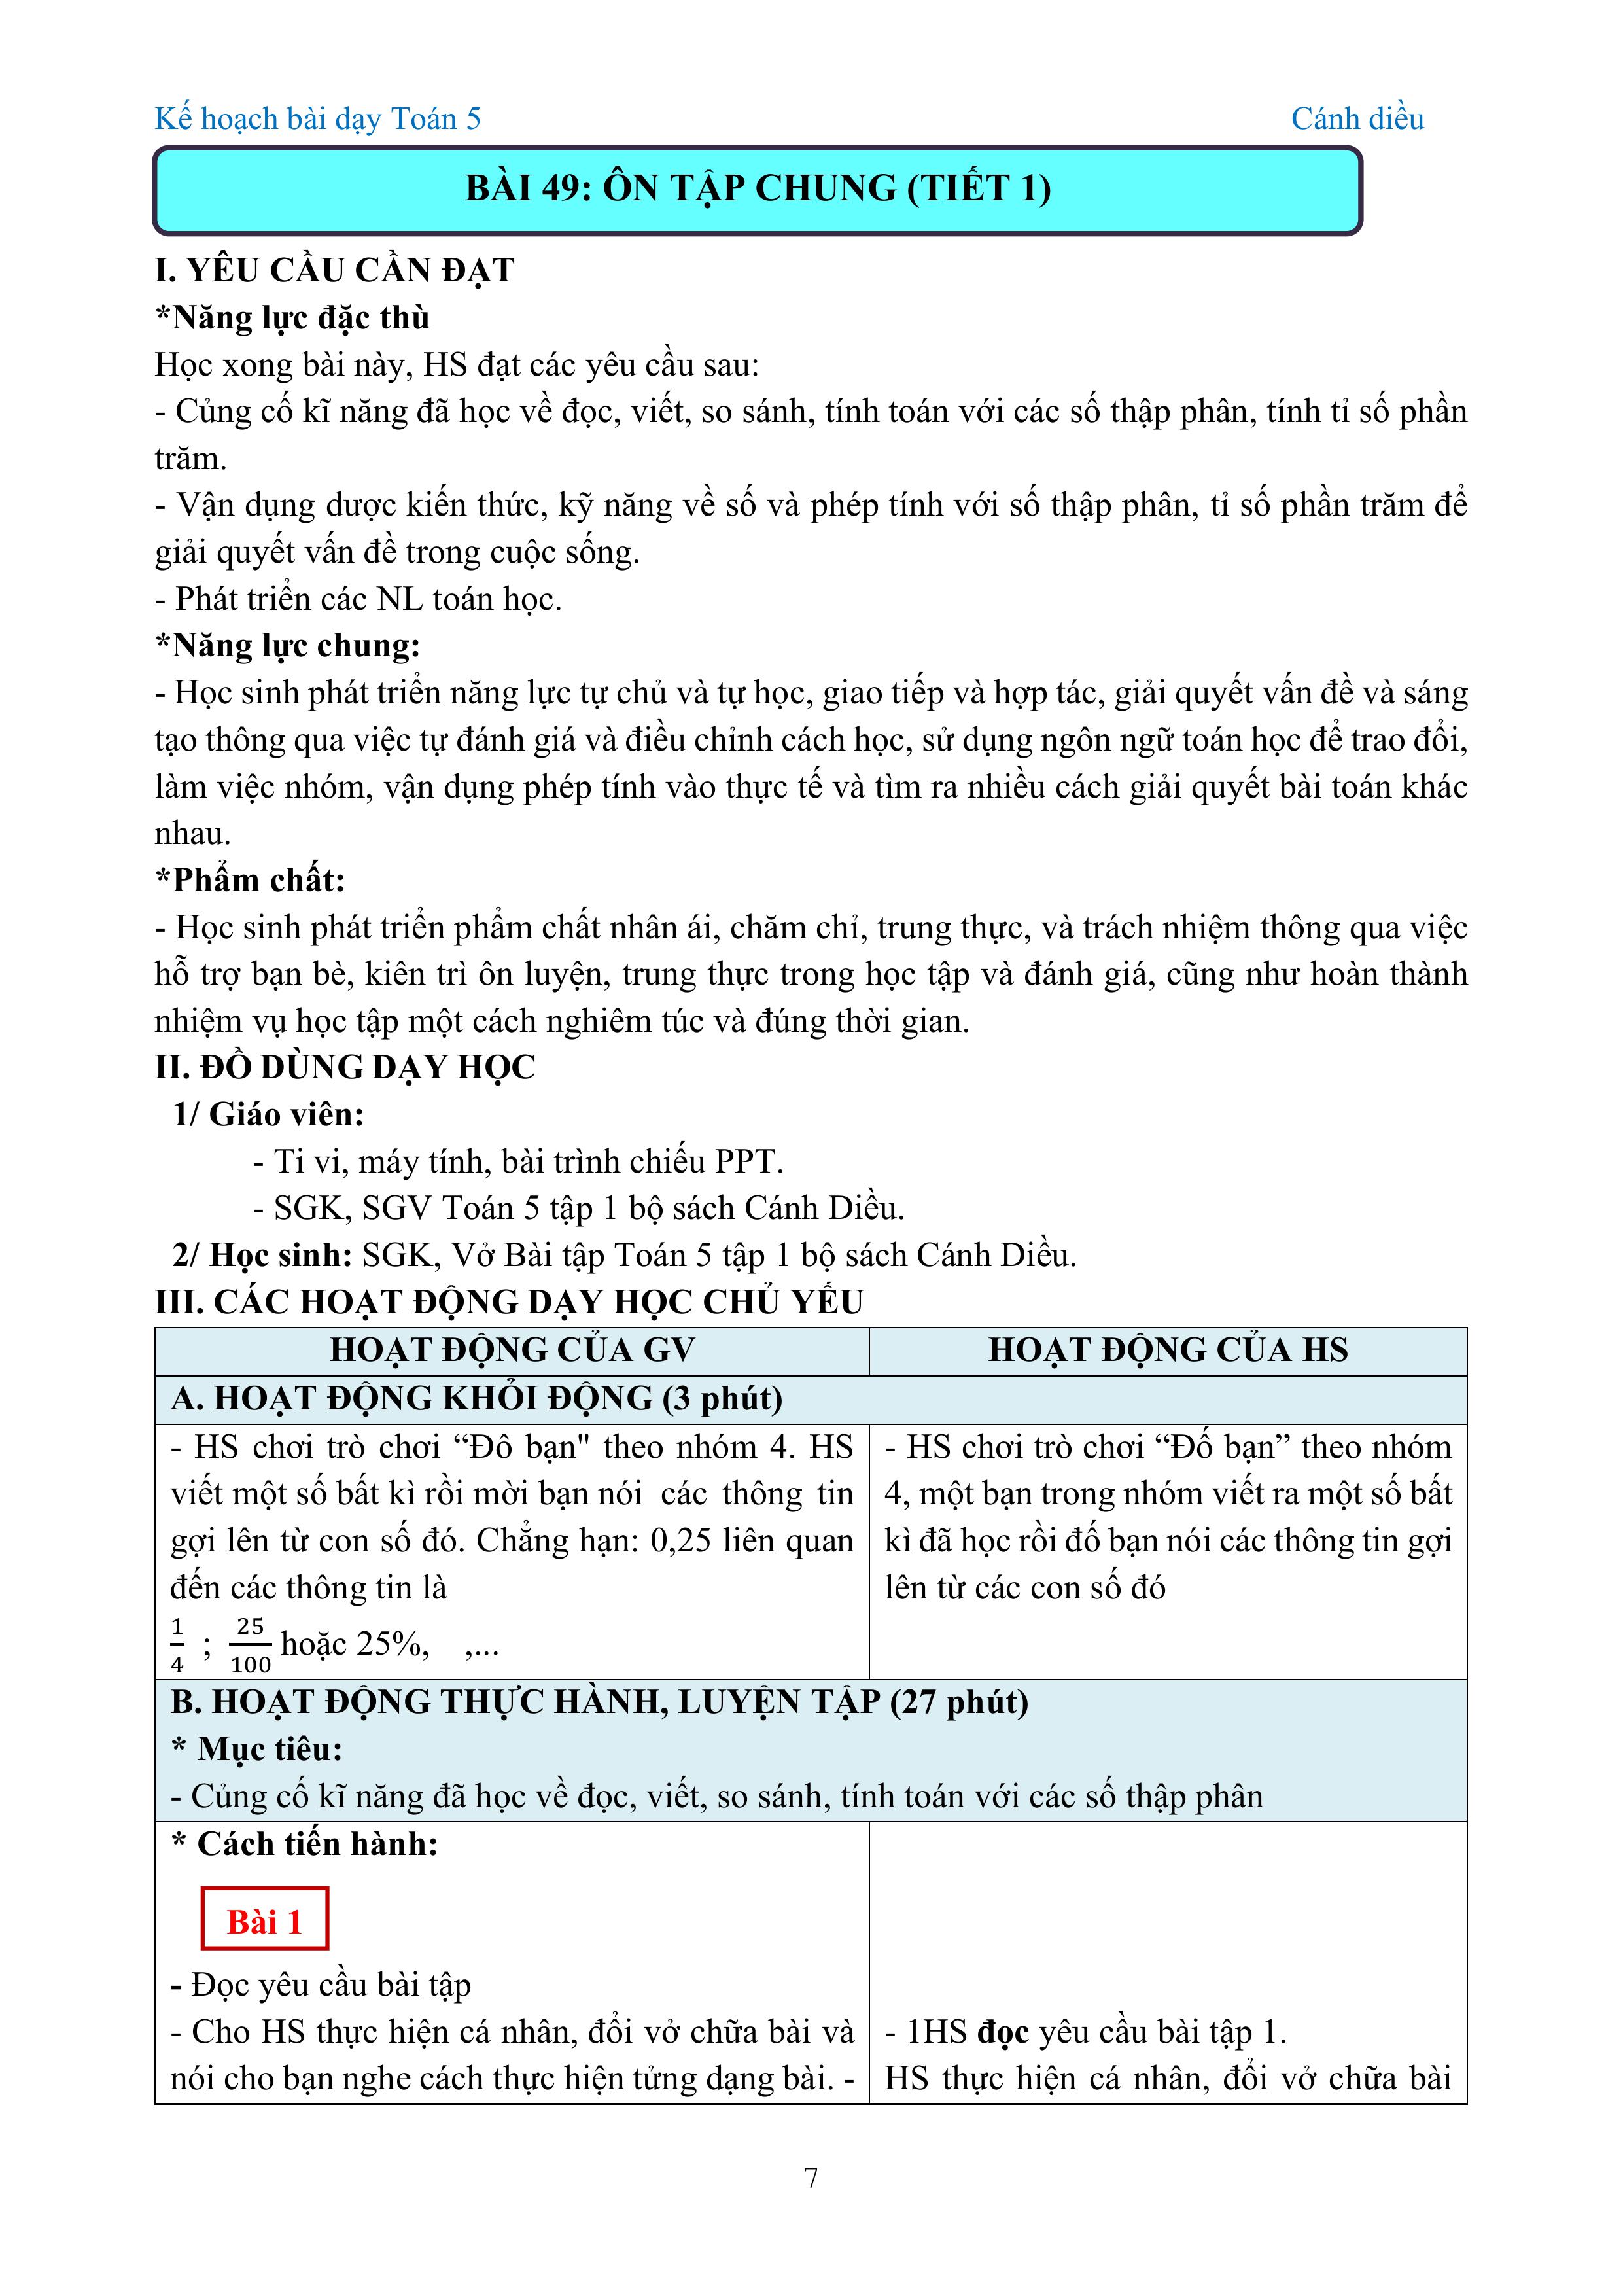 Kế hoạch bài dạy Toán 5 Cánh diều
BÀI 49: ÔN TẬP CHUNG (TIẾT 1)
I. YÊU CẦU CẦN ĐẠT
*Năng lực đặc thù
Học xong bài này, HS đạt các yêu cầu sau:
- Củng cố kĩ năng đã học về đọc, viết, so sánh, tính toán với các số thập phân, tính tỉ số phần
trăm.
- Vận dụng dược kiến thức, kỹ năng về số và phép tính với số thập phân, tỉ số phần trăm để
giải quyết vấn đề trong cuộc sống.
- Phát triển các NL toán học.
*Năng lực chung:
- Học sinh phát triển năng lực tự chủ và tự học, giao tiếp và hợp tác, giải quyết vấn đề và sáng
tạo thông qua việc tự đánh giá và điều chỉnh cách học, sử dụng ngôn ngữ toán học để trao đổi,
làm việc nhóm, vận dụng phép tính vào thực tế và tìm ra nhiều cách giải quyết bài toán khác
nhau.
*Phẩm chất:
- Học sinh phát triển phẩm chất nhân ái, chăm chỉ, trung thực, và trách nhiệm thông qua việc
hỗ trợ bạn bè, kiên trì ôn luyện, trung thực trong học tập và đánh giá, cũng như hoàn thành
nhiệm vụ học tập một cách nghiêm túc và đúng thời gian.
II. ĐỒ DÙNG DẠY HỌC
1/ Giáo viên:
- Ti vi, máy tính, bài trình chiếu PPT.
- SGK, SGV Toán 5 tập 1 bộ sách Cánh Diều.
2/ Học sinh: SGK, Vở Bài tập Toán 5 tập 1 bộ sách Cánh Diều.
III. CÁC HOẠT ĐỘNG DẠY HỌC CHỦ YẾU
HOẠT ĐỘNG CỦA GV HOẠT ĐỘNG CỦA HS
A. HOẠT ĐỘNG KHỎI ĐỘNG (3 phút)
- HS chơi trò chơi “Đô bạn" theo nhóm 4. HS
viết một số bất kì rồi mời bạn nói các thông tin
gợi lên từ con số đó. Chẳng hạn: 0,25 liên quan
đến các thông tin là
1/4 ; 25/100 hoặc 25%, ,...
- HS chơi trò chơi “Đố bạn” theo nhóm
4, một bạn trong nhóm viết ra một số bất
kì đã học rồi đố bạn nói các thông tin gợi
lên từ các con số đó
B. HOẠT ĐỘNG THỰC HÀNH, LUYỆN TẬP (27 phút)
* Mục tiêu:
- Củng cố kĩ năng đã học về đọc, viết, so sánh, tính toán với các số thập phân
* Cách tiến hành:
Bài 1
- Đọc yêu cầu bài tập
- Cho HS thực hiện cá nhân, đổi vở chữa bài và
nói cho bạn nghe cách thực hiện tửng dạng bài. -
- 1HS đọc yêu cầu bài tập 1.
HS thực hiện cá nhân, đổi vở chữa bài
7